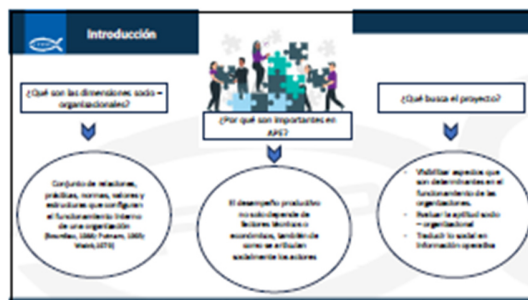 Introducción
¿Qué son las dimensiones socio –
organizacionales?
¿Por qué son importantes en
APE?
¿Qué busca el proyecto?
Conjunto de relaciones,
prácticas, normas, valores y
estructuras que configuran
el funcionamiento interno
de una organización
El desempeño productivo
no solo depende de
factores técnicos o
económicos, también de
como se articulan
socialmente los actores
- Visibilizar aspectos que
son determinantes en el
funcionamiento de las
organizaciones.
- Evaluar la aptitud socio
– organizacional
- Traducir lo social en
información operativa